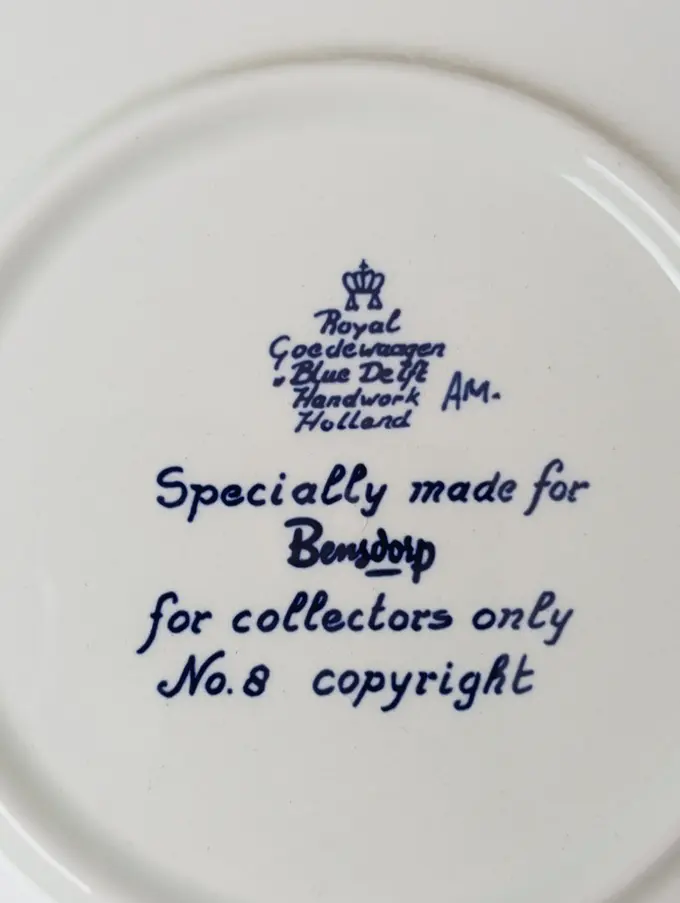 Royal
Goedewaagen
Blue Delft
Handwork
Holland
AM.
Specially made for
Bensdorp
for collectors only
No. 8 copyright